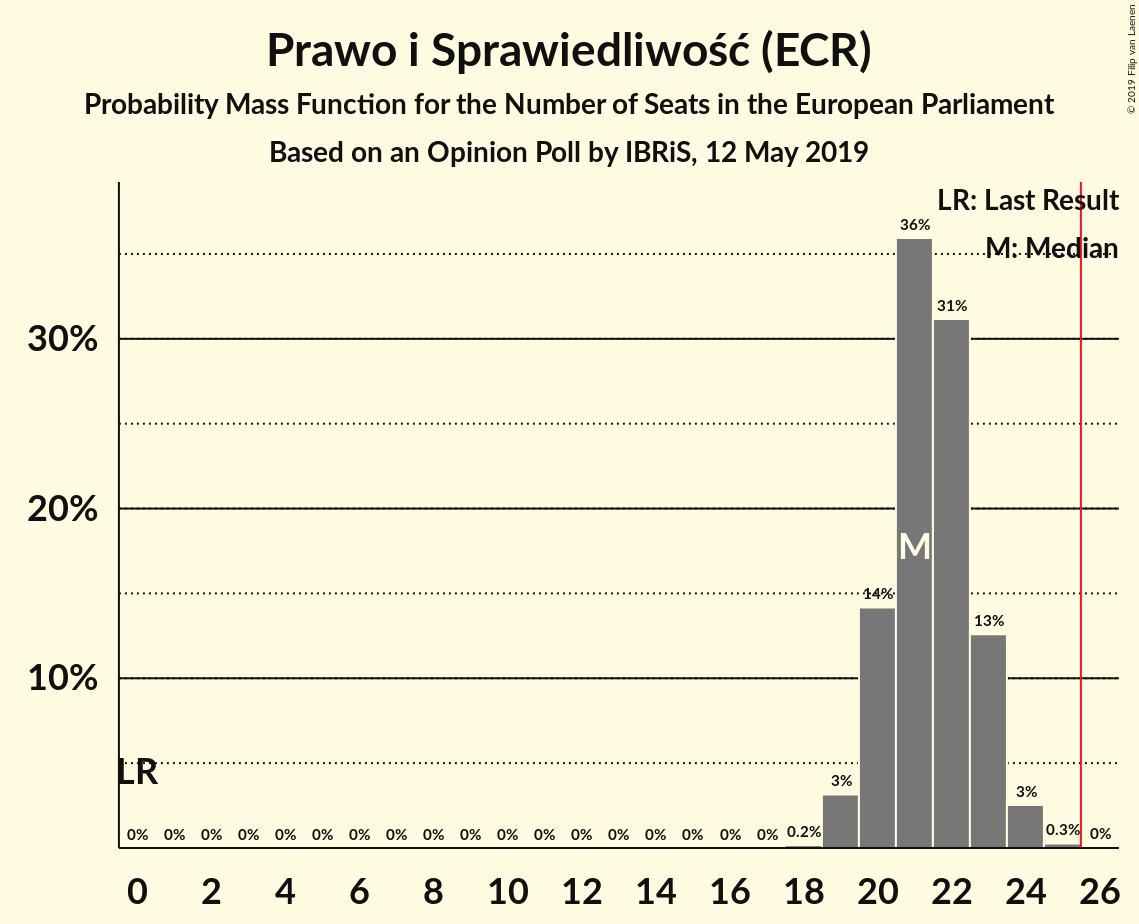 Prawo i Sprawiedliwość (ECR)
Probability Mass Function for the Number of Seats in the European Parliament
Based on an Opinion Poll by IBRiS, 12 May 2019
© 2019 Filip van Laenen
LR: Last Result
M: Median
36%
31%
30%
20%
M
14%
13%
10%
LR
3%
3%
0% 0% 0% 0% 0% 0% 0% 0% 0% 0% 0% 0% 0% 0% 0% 0% 0% 0% 0.2% 0.3% 0%
0 2 4 6 8 10 12 14 16 18 20 22 24 26